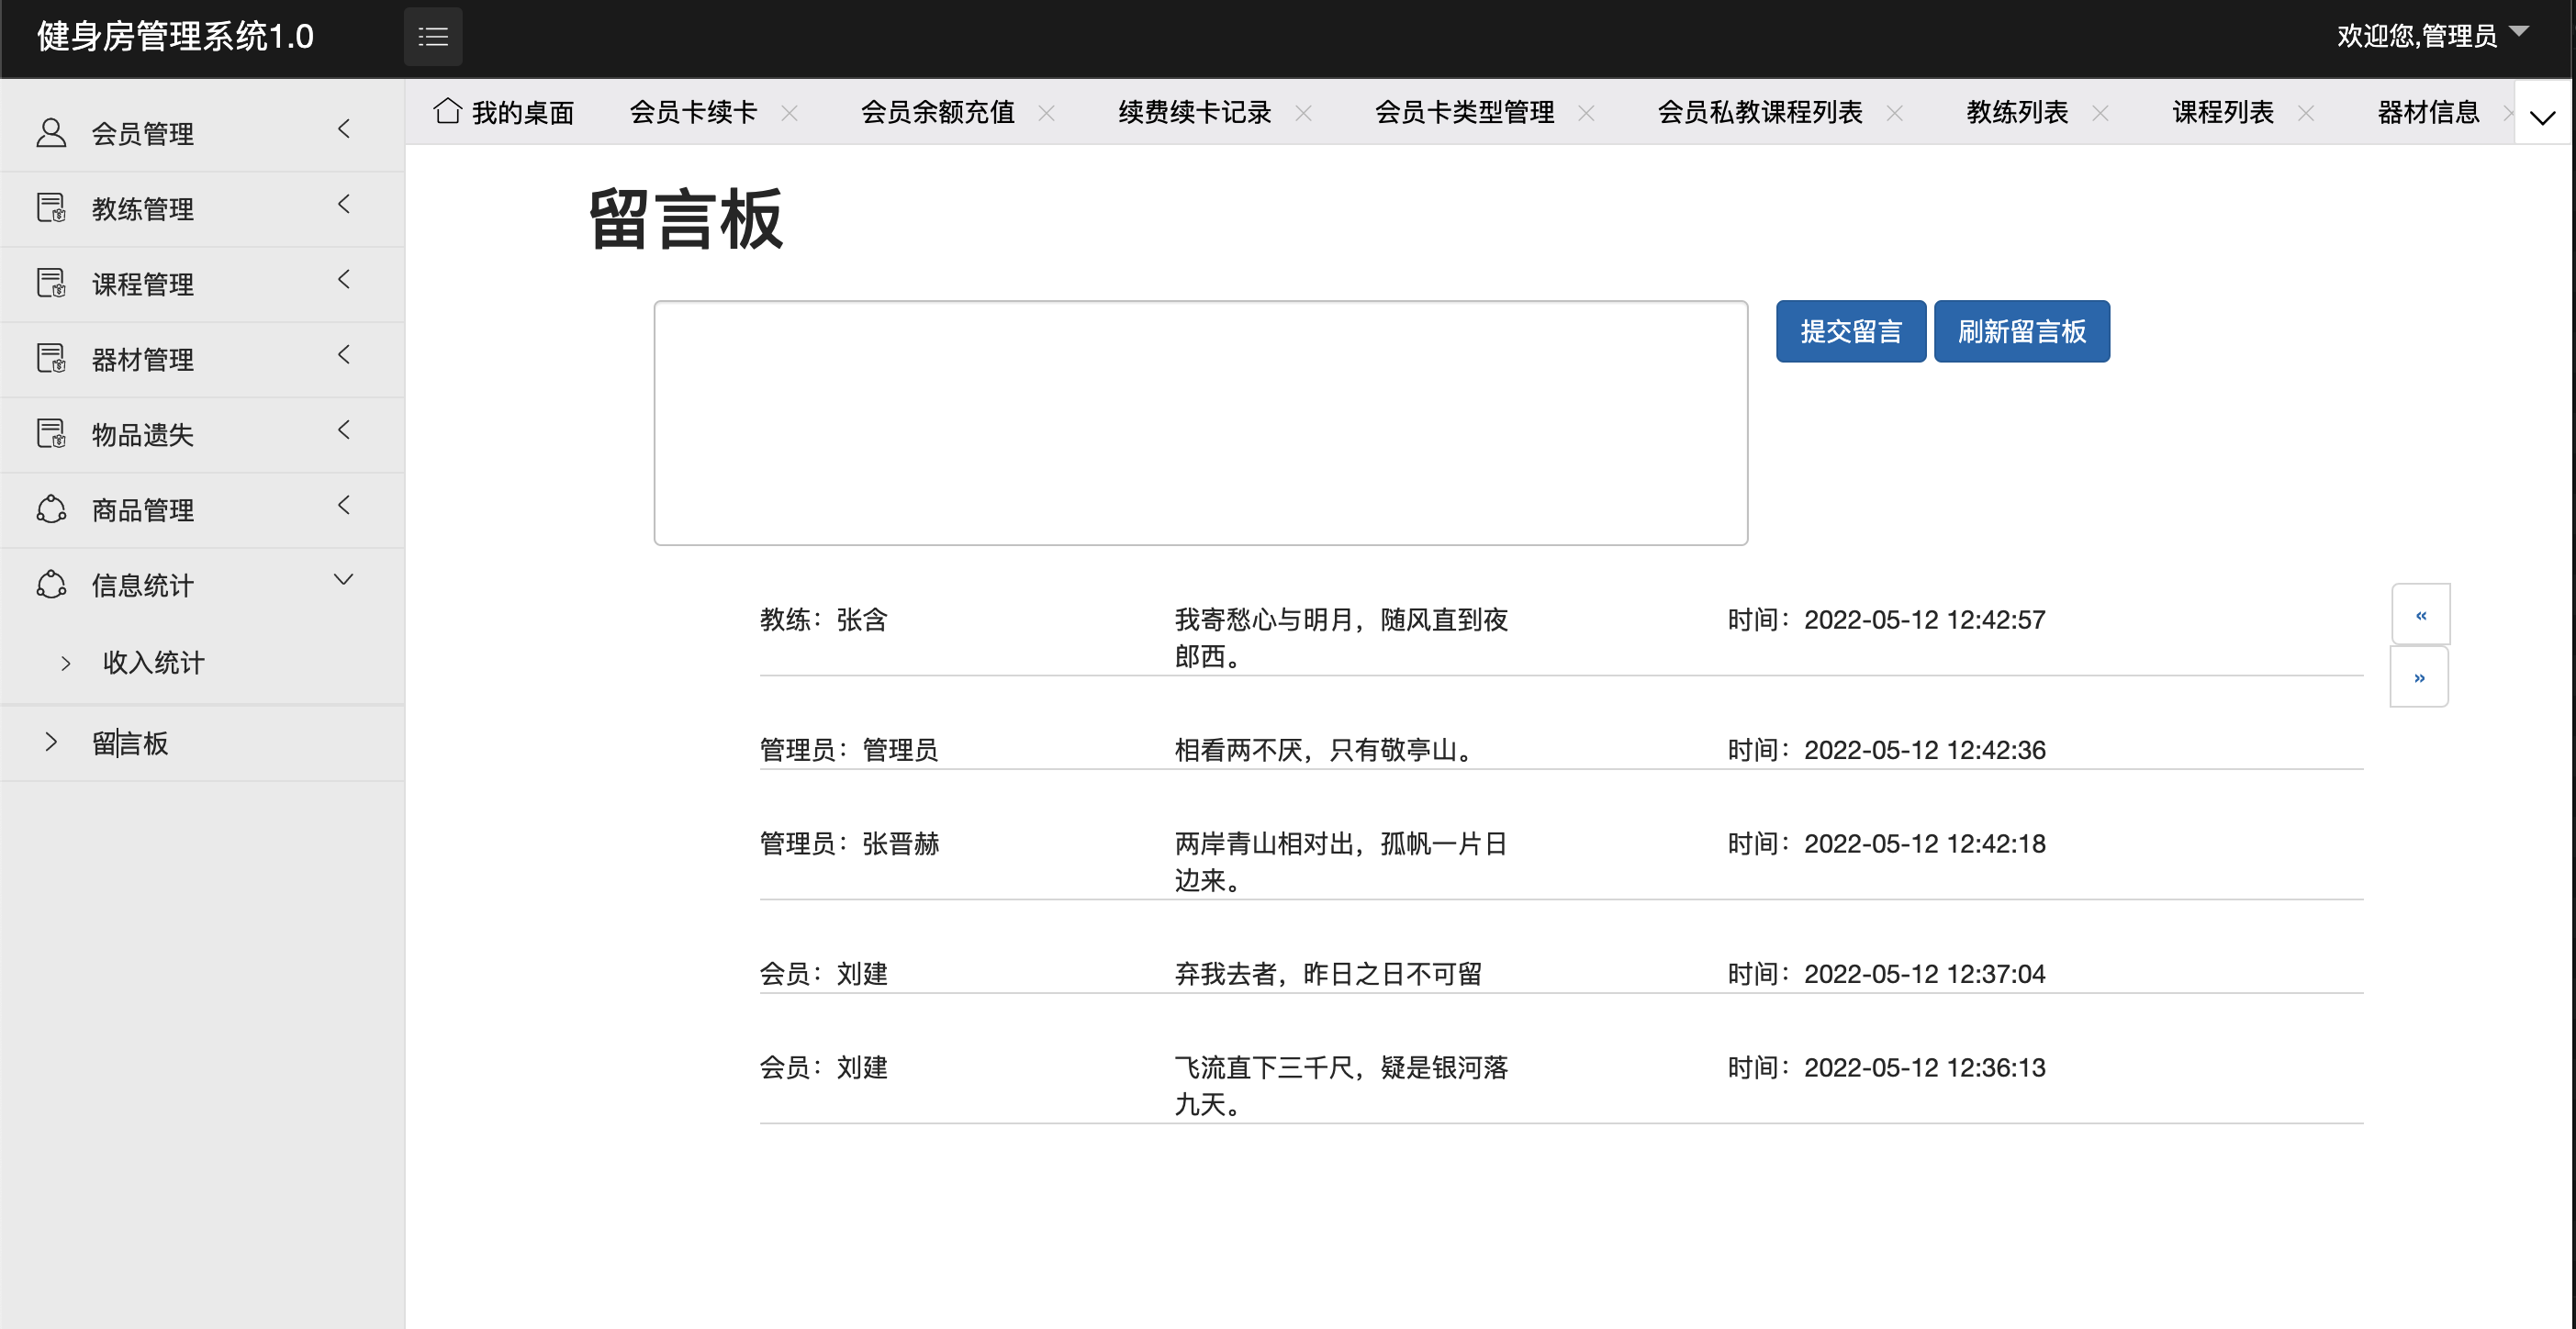 健身房管理系统1.0
欢迎您,管理员
会员管理
教练管理
课程管理
器材管理
物品遗失
商品管理
信息统计
收入统计
留言板
我的桌面 会员卡续卡 会员余额充值 续费续卡记录 会员卡类型管理 会员私教课程列表 教练列表 课程列表 器材信息
留言板
提交留言 刷新留言板
教练：张含 我寄愁心与明月，随风直到夜 时间：2022-05-12 12:42:57
郎西。
管理员：管理员 相看两不厌，只有敬亭山。 时间：2022-05-12 12:42:36
管理员：张晋赫 两岸青山相对出，孤帆一片日 时间：2022-05-12 12:42:18
边来。
会员：刘建 弃我去者，昨日之日不可留 时间：2022-05-12 12:37:04
会员：刘建 飞流直下三千尺，疑是银河落 时间：2022-05-12 12:36:13
九天。
«
»